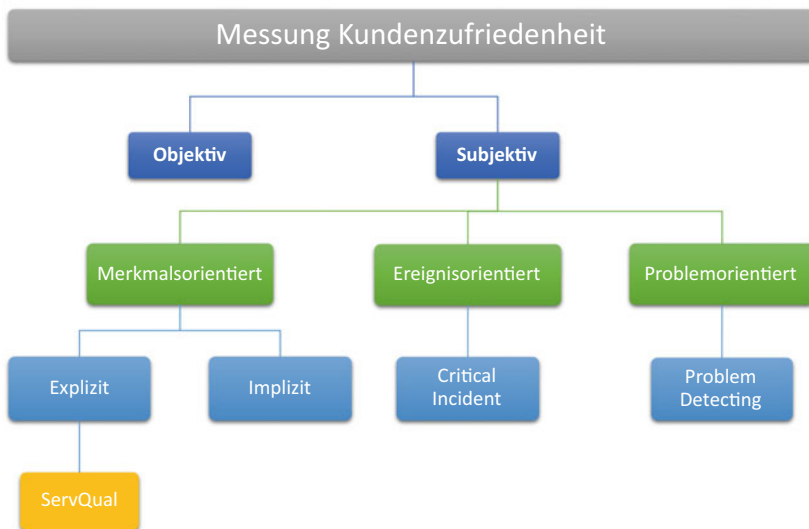 Messung Kundenzufriedenheit
Objektiv
Subjektiv
Merkmalsorientiert
Ereignisorientiert
Problemorientiert
Explizit
Implizit
Critical
Incident
Problem
Detecting
ServQual